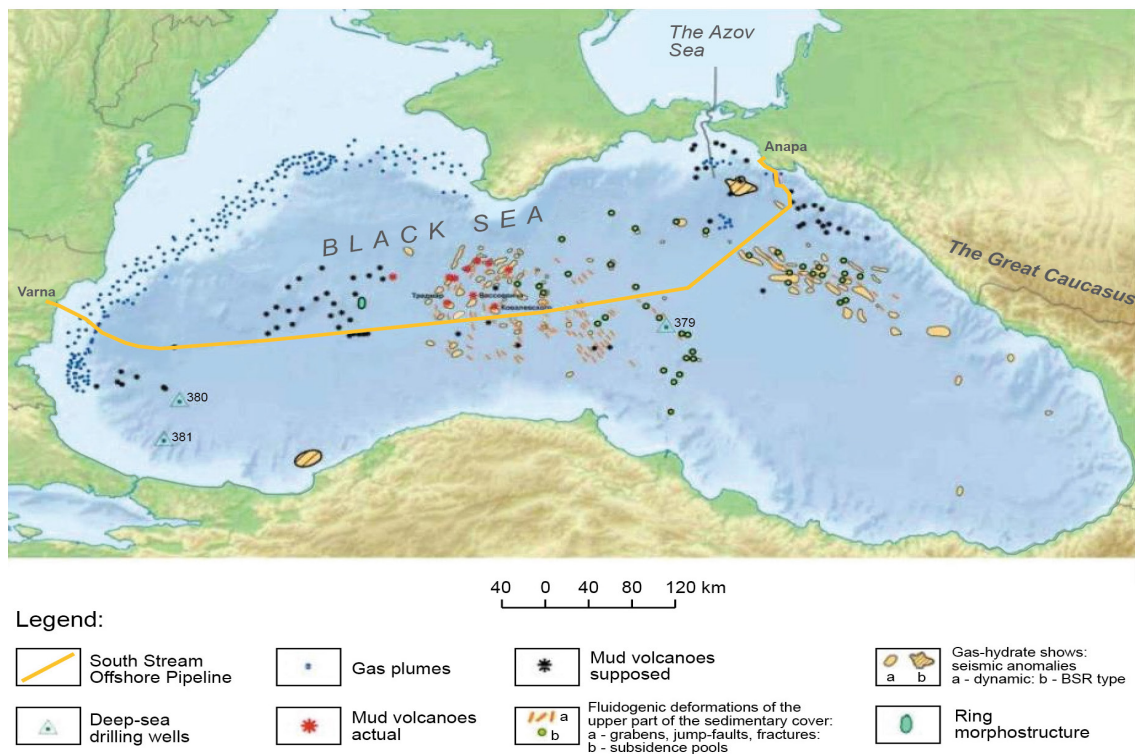 The Azov
Sea
Anapa
BLACK SEA
The Great Caucasus
Varna
379
380
381
40 0 40 80 120 km
Legend:
South Stream
Offshore Pipeline
Gas plumes
Mud volcanoes
supposed
a b
Gas-hydrate shows:
seismic anomalies
a - dynamic: b - BSR type
Deep-sea
drilling wells
Mud volcanoes
actual
a
b
Fluidogenic deformations of the
upper part of the sedimentary cover:
a - grabens, jump-faults, fractures:
b - subsidence pools
Ring
morphostructure